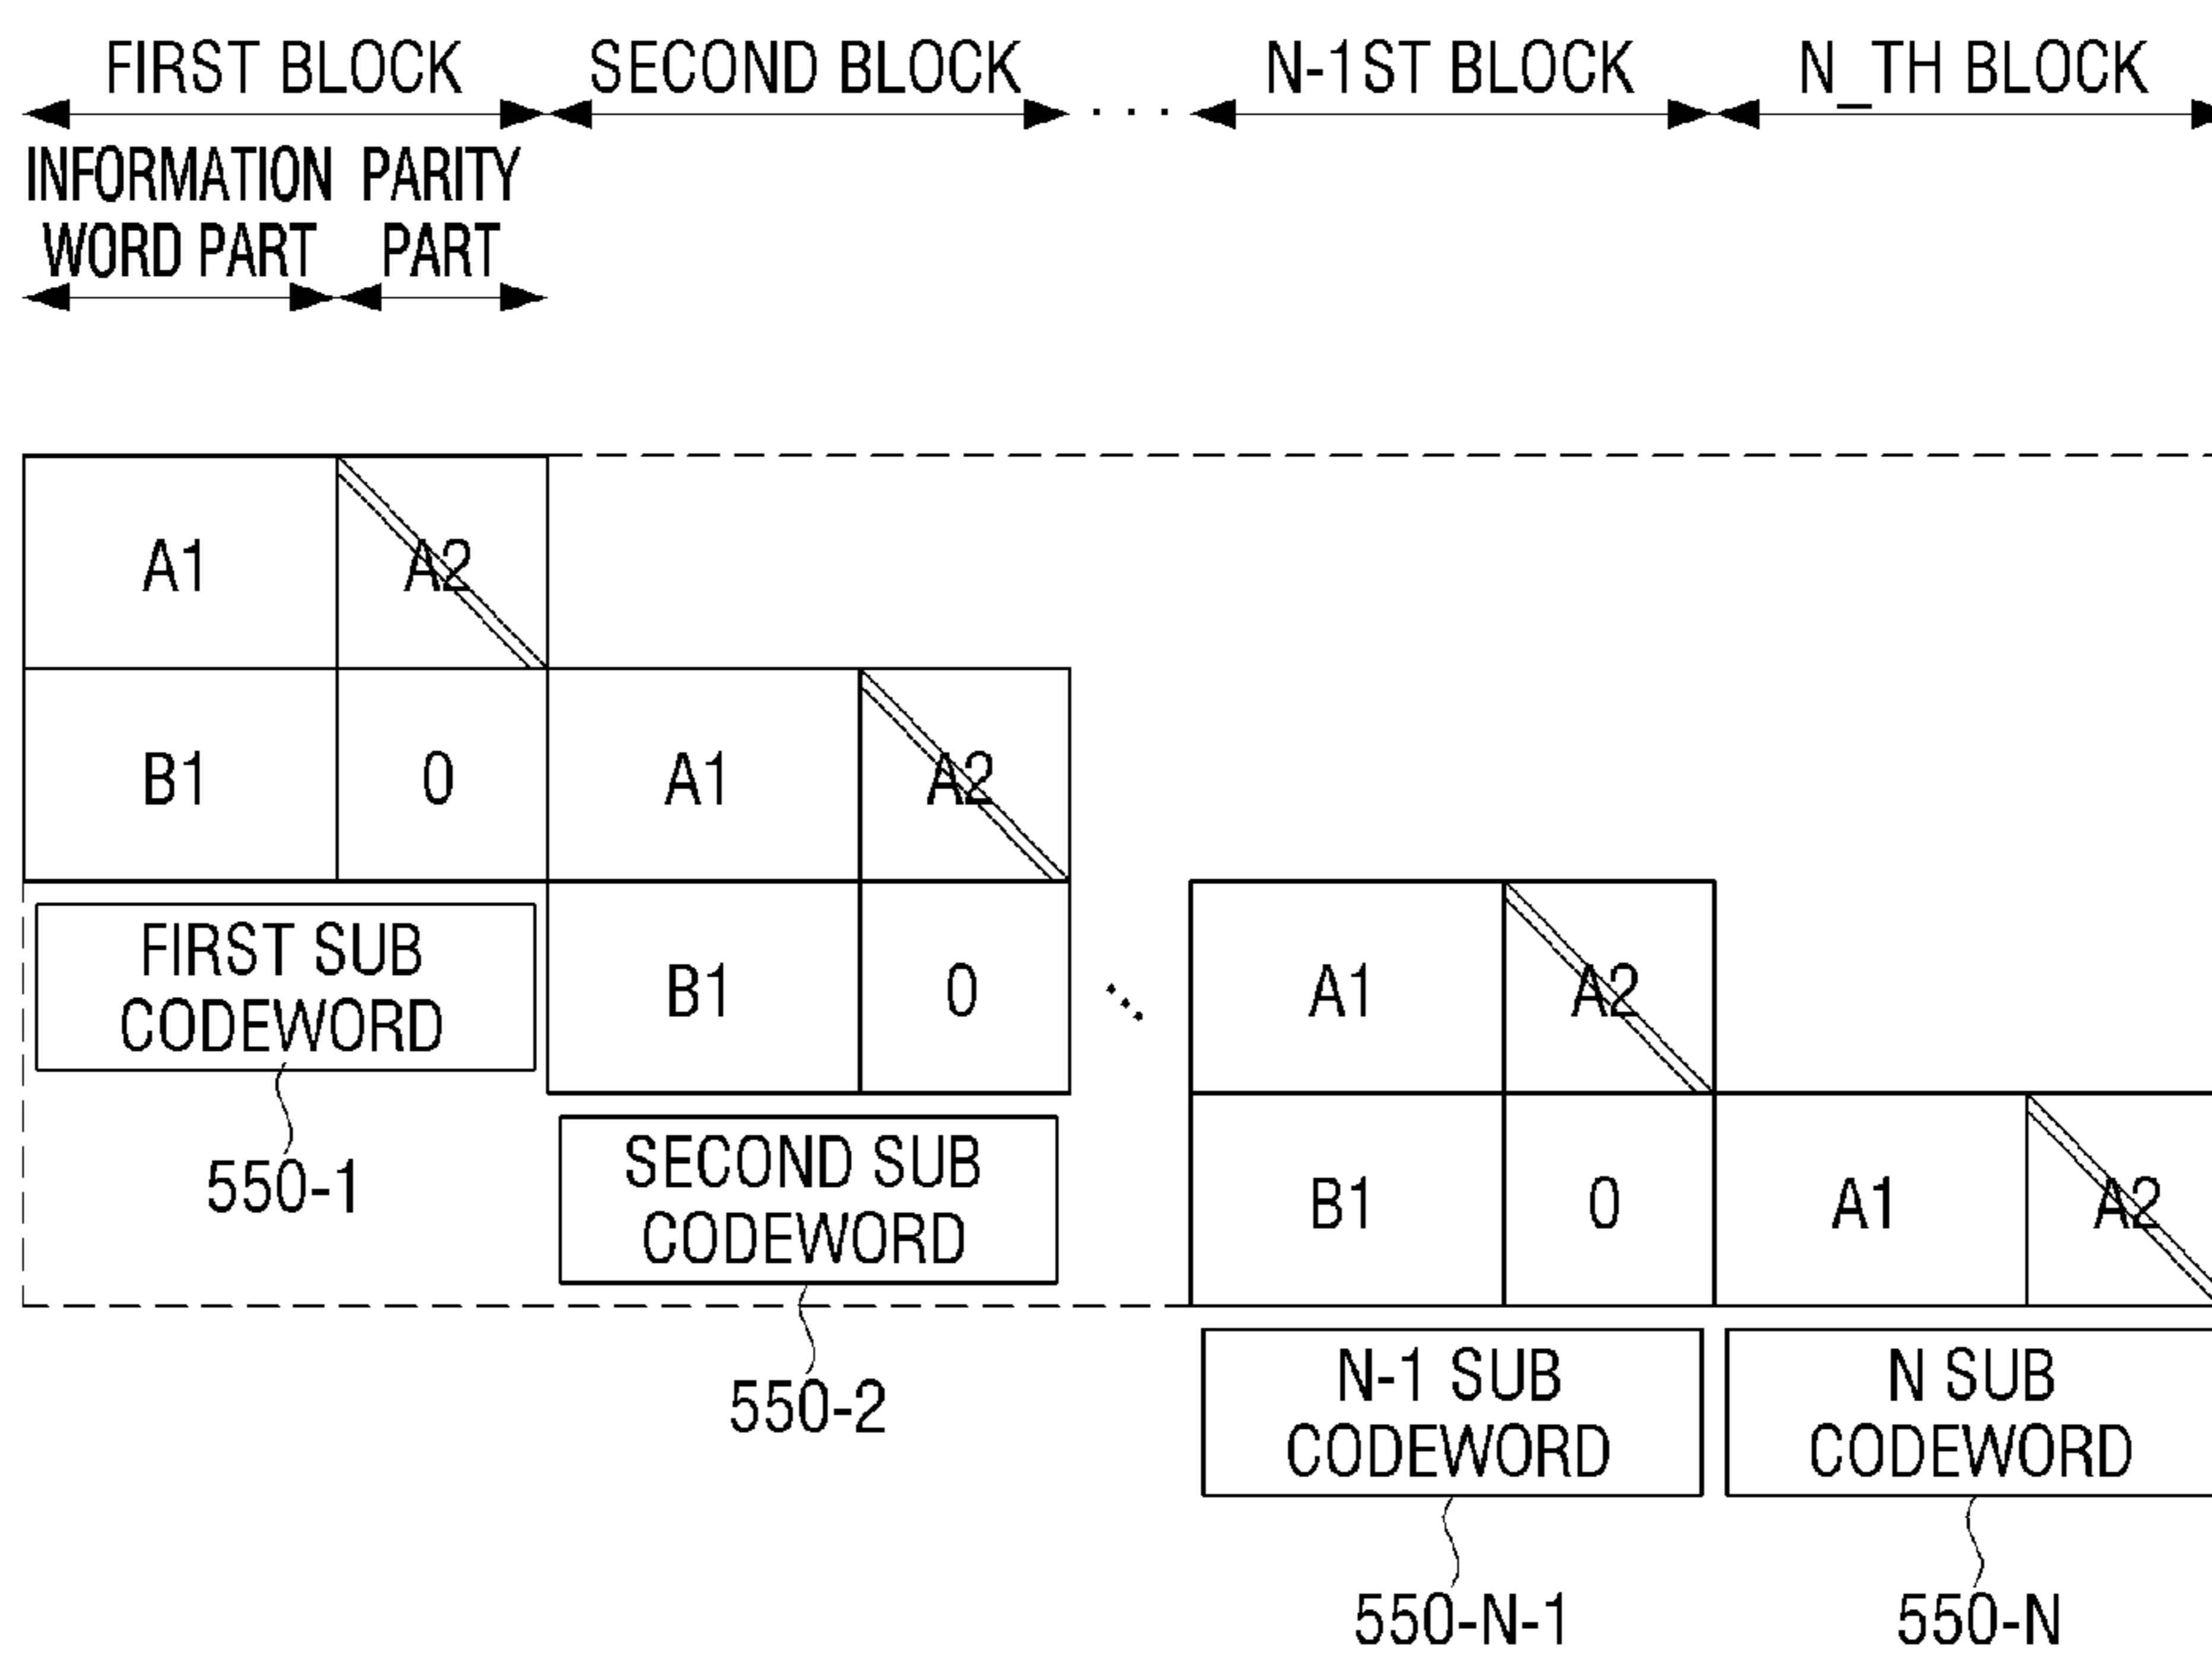 FIRST BLOCK SECOND BLOCK . . . N-1ST BLOCK N_TH BLOCK
INFORMATION PARITY
WORD PART PART
A1 A2
B1 0 A1 A2
FIRST SUB
CODEWORD
B1 0 A1 A2
550-1
SECOND SUB
CODEWORD
B1 0 A1 A2
550-2
N-1 SUB
CODEWORD
N SUB
CODEWORD
550-N-1 550-N